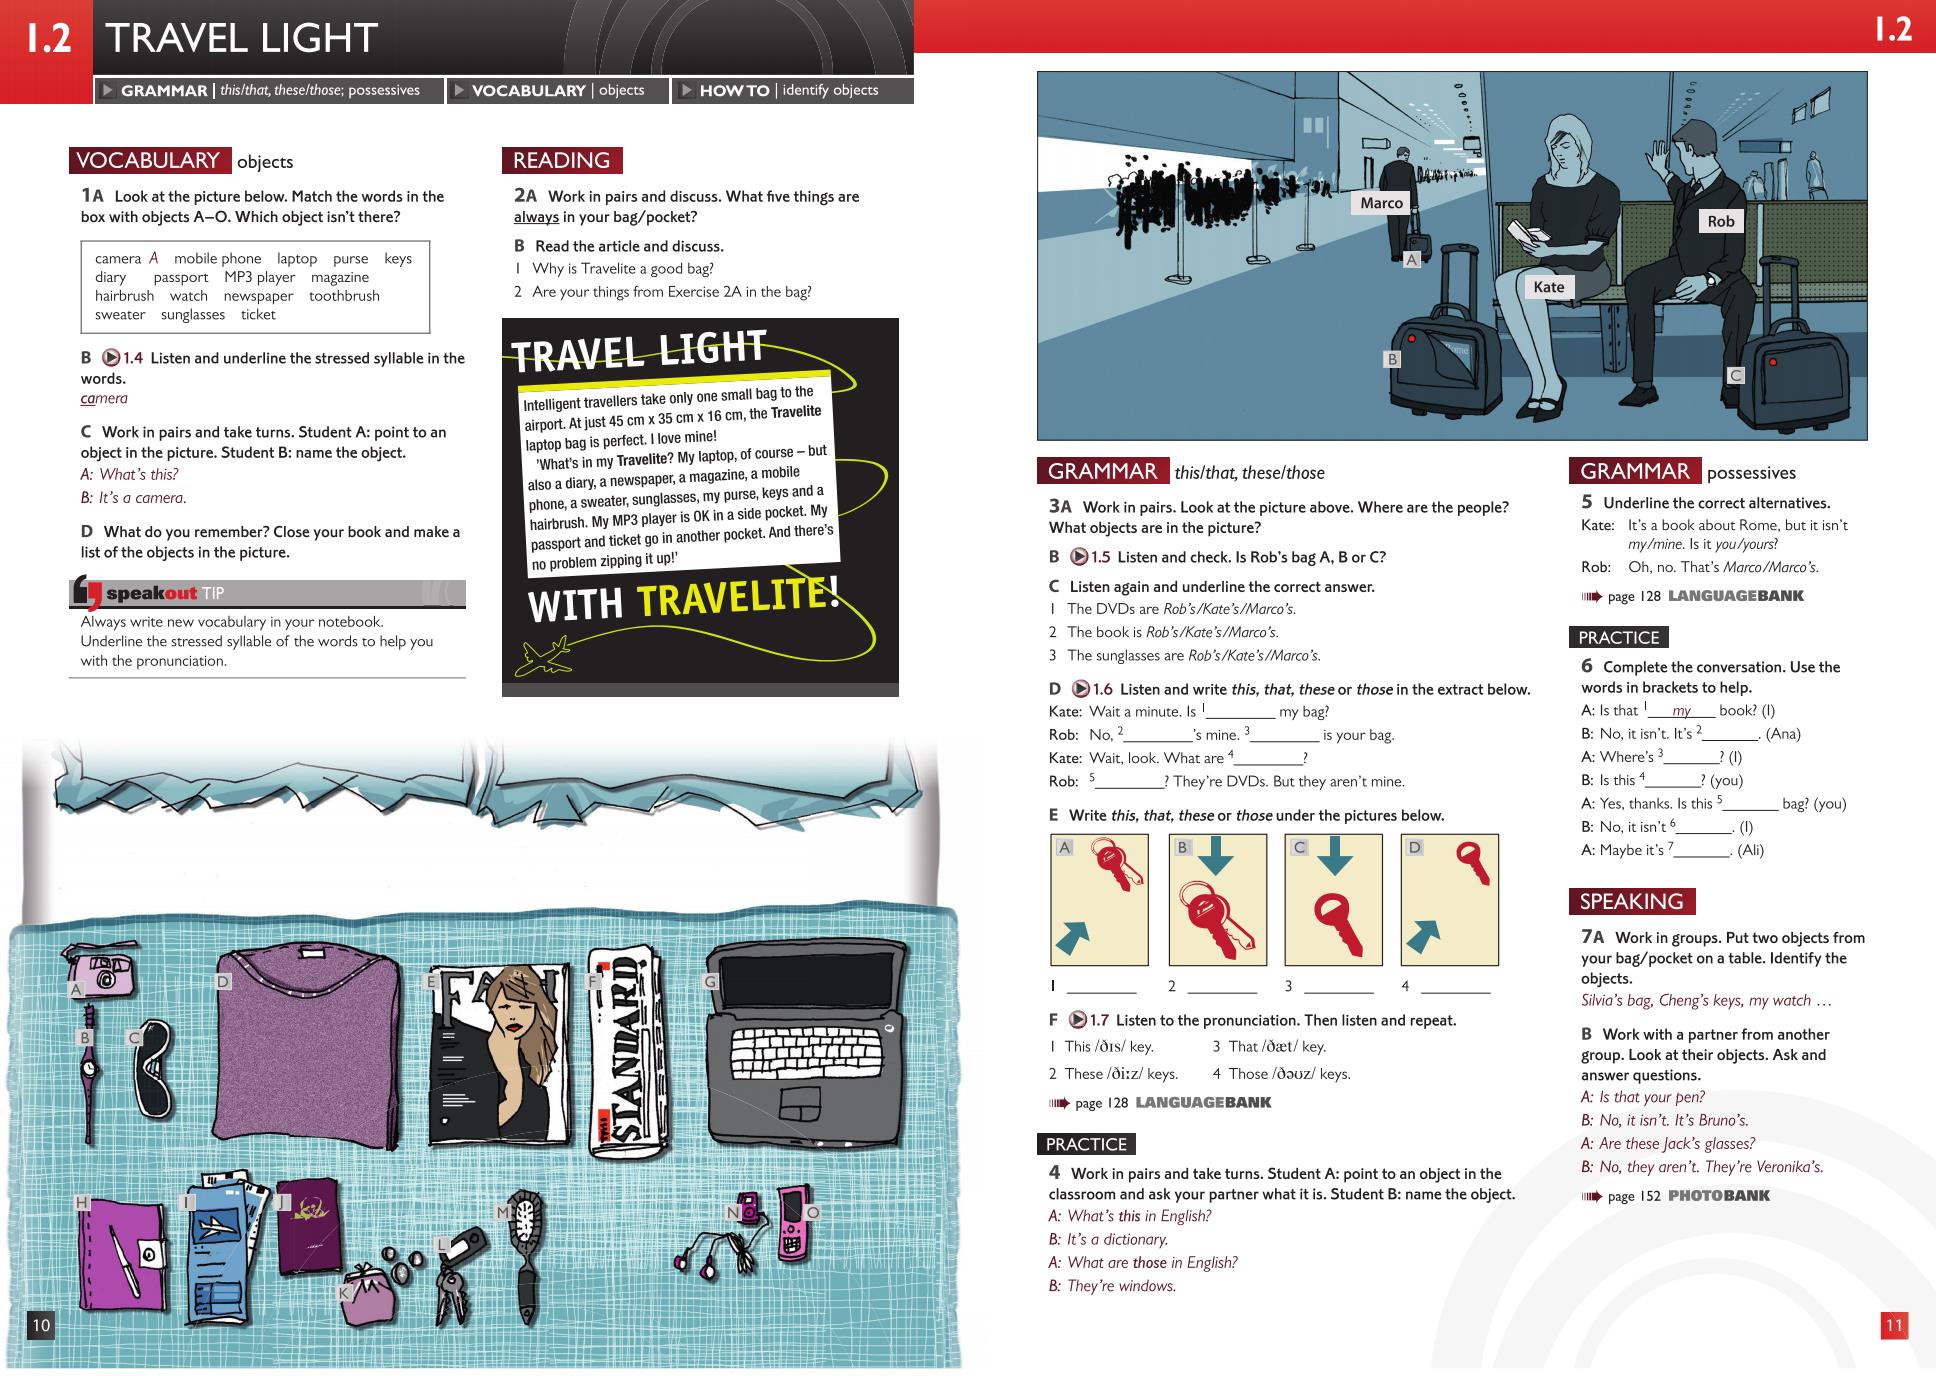 1.2 TRAVEL LIGHT
GRAMMAR | this/that, these/those; possessives
VOCABULARY | objects
HOW TO | identify objects
VOCABULARY objects
1A Look at the picture below. Match the words in the
box with objects A–O. Which object isn't there?
camera A mobile phone laptop purse keys
diary passport MP3 player magazine
hairbrush watch newspaper toothbrush
sweater sunglasses ticket
B 1.4 Listen and underline the stressed syllable in the
words.
camera
C Work in pairs and take turns. Student A: point to an
object in the picture. Student B: name the object.
A: What's this?
B: It's a camera.
D What do you remember? Close your book and make a
list of the objects in the picture.
speakout TIP
Always write new vocabulary in your notebook.
Underline the stressed syllable of the words to help you
with the pronunciation.
READING
2A Work in pairs and discuss. What five things are
always in your bag/pocket?
B Read the article and discuss.
1 Why is Travelite a good bag?
2 Are your things from Exercise 2A in the bag?
TRAVEL LIGHT
Intelligent travellers take only one small bag to the
airport. At just 45 cm x 35 cm x 16 cm, the Travelite
laptop bag is perfect. I love mine!
'What's in my Travelite? My laptop, of course – but
also a diary, a newspaper, a magazine, a mobile
phone, a sweater, sunglasses, my purse, keys and a
hairbrush. My MP3 player is OK in a side pocket. My
passport and ticket go in another pocket. And there's
no problem zipping it up!'
WITH TRAVELITE!
A
B
C
D
E
F
G
STANDARD
H
I
J
K
L
M
N
O
10
1.2
Marco
A
Rob
Kate
B
Rome
C
GRAMMAR this/that, these/those
3A Work in pairs. Look at the picture above. Where are the people?
What objects are in the picture?
B 1.5 Listen and check. Is Rob's bag A, B or C?
C Listen again and underline the correct answer.
1 The DVDs are Rob's/Kate's/Marco's.
2 The book is Rob's/Kate's/Marco's.
3 The sunglasses are Rob's/Kate's/Marco's.
D 1.6 Listen and write this, that, these or those in the extract below.
Kate: Wait a minute. Is 1________ my bag?
Rob: No, 2________'s mine. 3________ is your bag.
Kate: Wait, look. What are 4________?
Rob: 5________? They're DVDs. But they aren't mine.
E Write this, that, these or those under the pictures below.
A B C D
1 ________ 2 ________ 3 ________ 4 ________
F 1.7 Listen to the pronunciation. Then listen and repeat.
1 This /ðɪs/ key. 3 That /ðæt/ key.
2 These /ðiːz/ keys. 4 Those /ðəʊz/ keys.
page 128 LANGUAGEBANK
PRACTICE
4 Work in pairs and take turns. Student A: point to an object in the
classroom and ask your partner what it is. Student B: name the object.
A: What's this in English?
B: It's a dictionary.
A: What are those in English?
B: They're windows.
GRAMMAR possessives
5 Underline the correct alternatives.
Kate: It's a book about Rome, but it isn't
my/mine. Is it you/yours?
Rob: Oh, no. That's Marco/Marco's.
page 128 LANGUAGEBANK
PRACTICE
6 Complete the conversation. Use the
words in brackets to help.
A: Is that 1 my book? (I)
B: No, it isn't. It's 2_______. (Ana)
A: Where's 3_______? (I)
B: Is this 4_______? (you)
A: Yes, thanks. Is this 5_______ bag? (you)
B: No, it isn't 6_______. (I)
A: Maybe it's 7_______. (Ali)
SPEAKING
7A Work in groups. Put two objects from
your bag/pocket on a table. Identify the
objects.
Silvia's bag, Cheng's keys, my watch …
B Work with a partner from another
group. Look at their objects. Ask and
answer questions.
A: Is that your pen?
B: No, it isn't. It's Bruno's.
A: Are these Jack's glasses?
B: No, they aren't. They're Veronika's.
page 152 PHOTOBANK
11